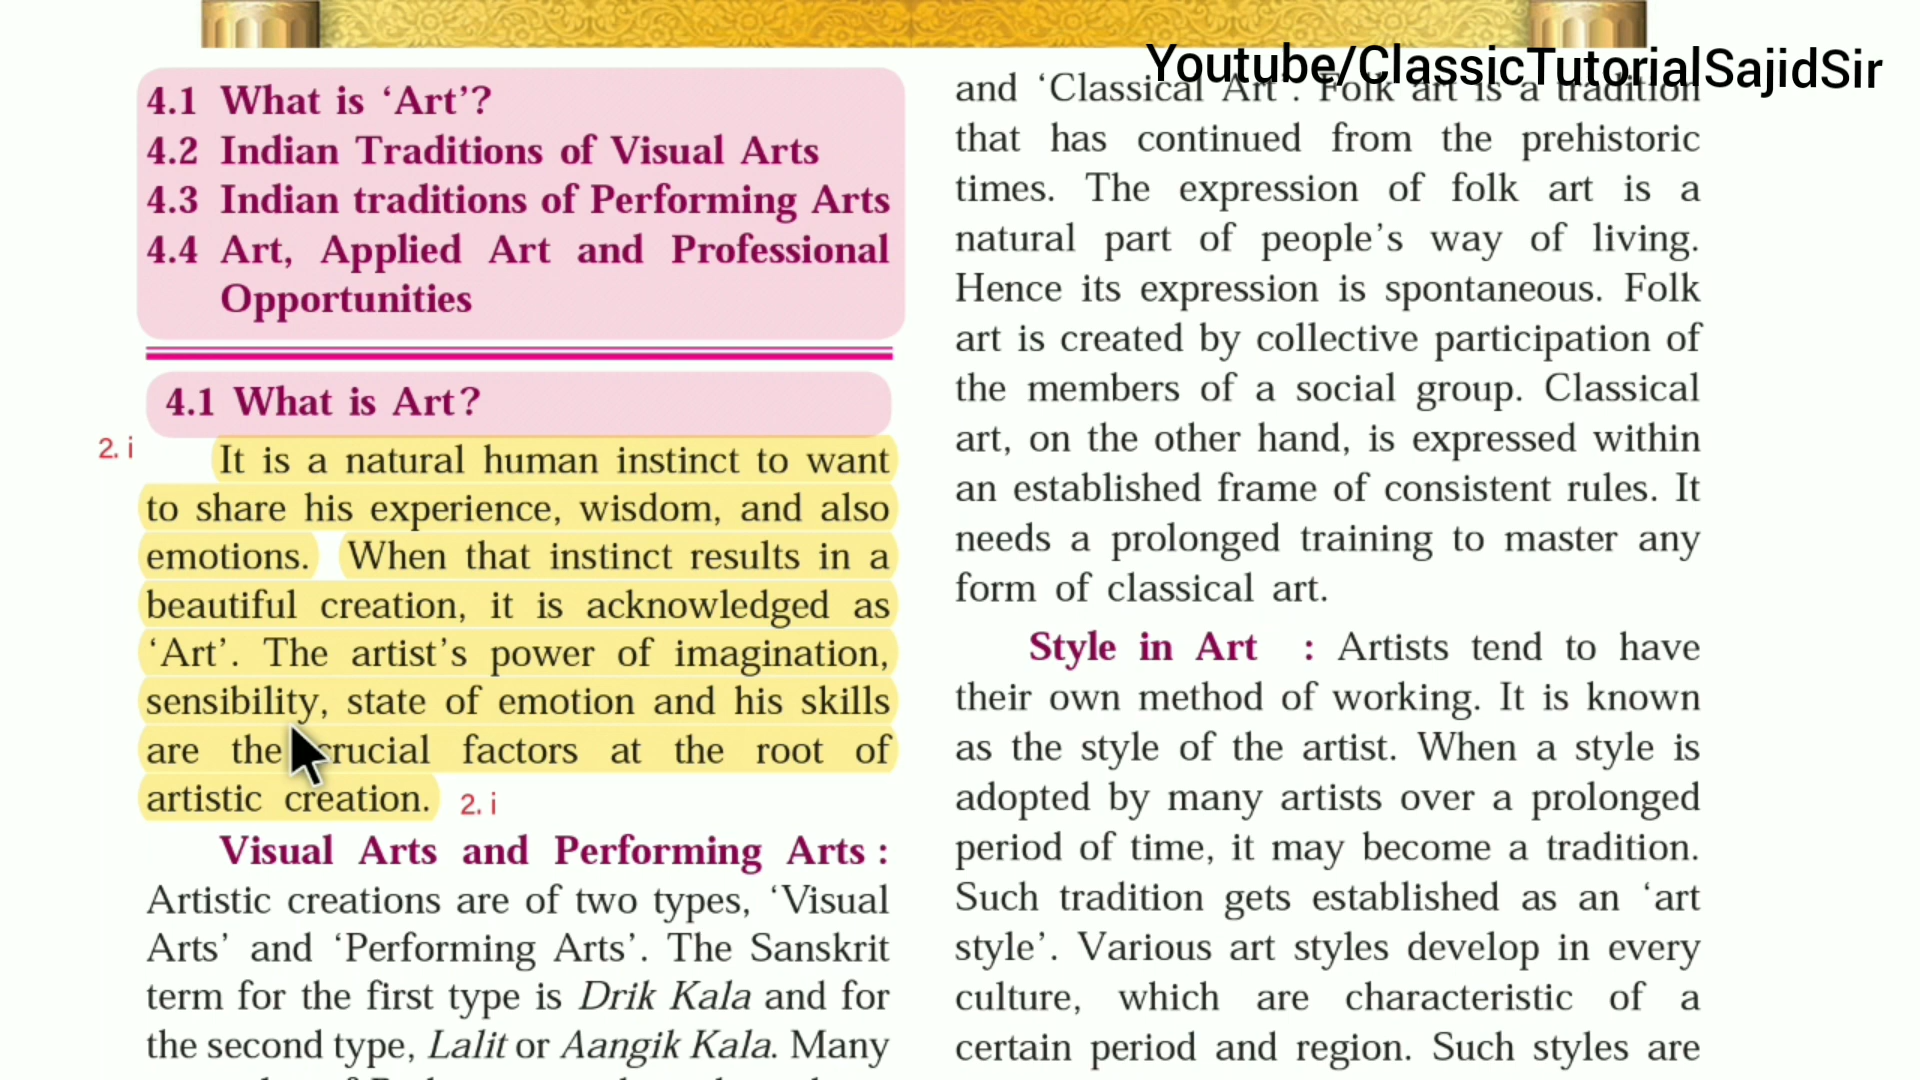 Youtube/ClassicTutorialSajidSir
4.1 What is ‘Art’?
4.2 Indian Traditions of Visual Arts
4.3 Indian traditions of Performing Arts
4.4 Art, Applied Art and Professional
Opportunities
4.1 What is Art?
2. i
It is a natural human instinct to want
to share his experience, wisdom, and also
emotions. When that instinct results in a
beautiful creation, it is acknowledged as
‘Art’. The artist’s power of imagination,
sensibility, state of emotion and his skills
are the crucial factors at the root of
artistic creation. 2. i
Visual Arts and Performing Arts :
Artistic creations are of two types, ‘Visual
Arts’ and ‘Performing Arts’. The Sanskrit
term for the first type is Drik Kala and for
the second type, Lalit or Aangik Kala. Many
and ‘Classical Art’ : Folk art is a tradition
that has continued from the prehistoric
times. The expression of folk art is a
natural part of people’s way of living.
Hence its expression is spontaneous. Folk
art is created by collective participation of
the members of a social group. Classical
art, on the other hand, is expressed within
an established frame of consistent rules. It
needs a prolonged training to master any
form of classical art.
Style in Art : Artists tend to have
their own method of working. It is known
as the style of the artist. When a style is
adopted by many artists over a prolonged
period of time, it may become a tradition.
Such tradition gets established as an ‘art
style’. Various art styles develop in every
culture, which are characteristic of a
certain period and region. Such styles are